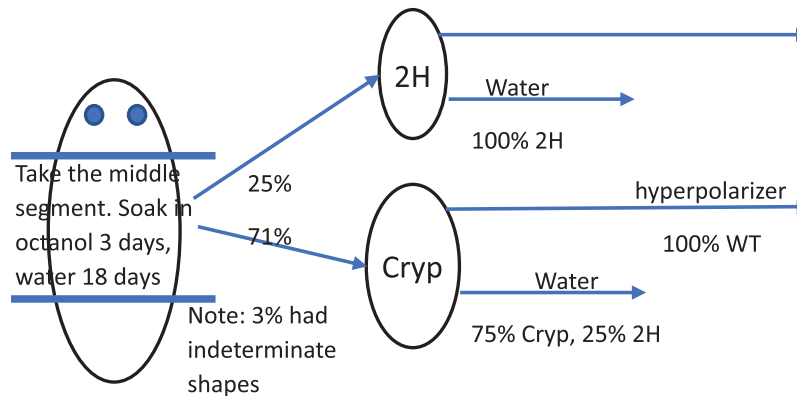 2H
Water
100% 2H
Take the middle
segment. Soak in
octanol 3 days,
water 18 days
25%
71%
hyperpolarizer
100% WT
Cryp
Water
75% Cryp, 25% 2H
Note: 3% had
indeterminate
shapes